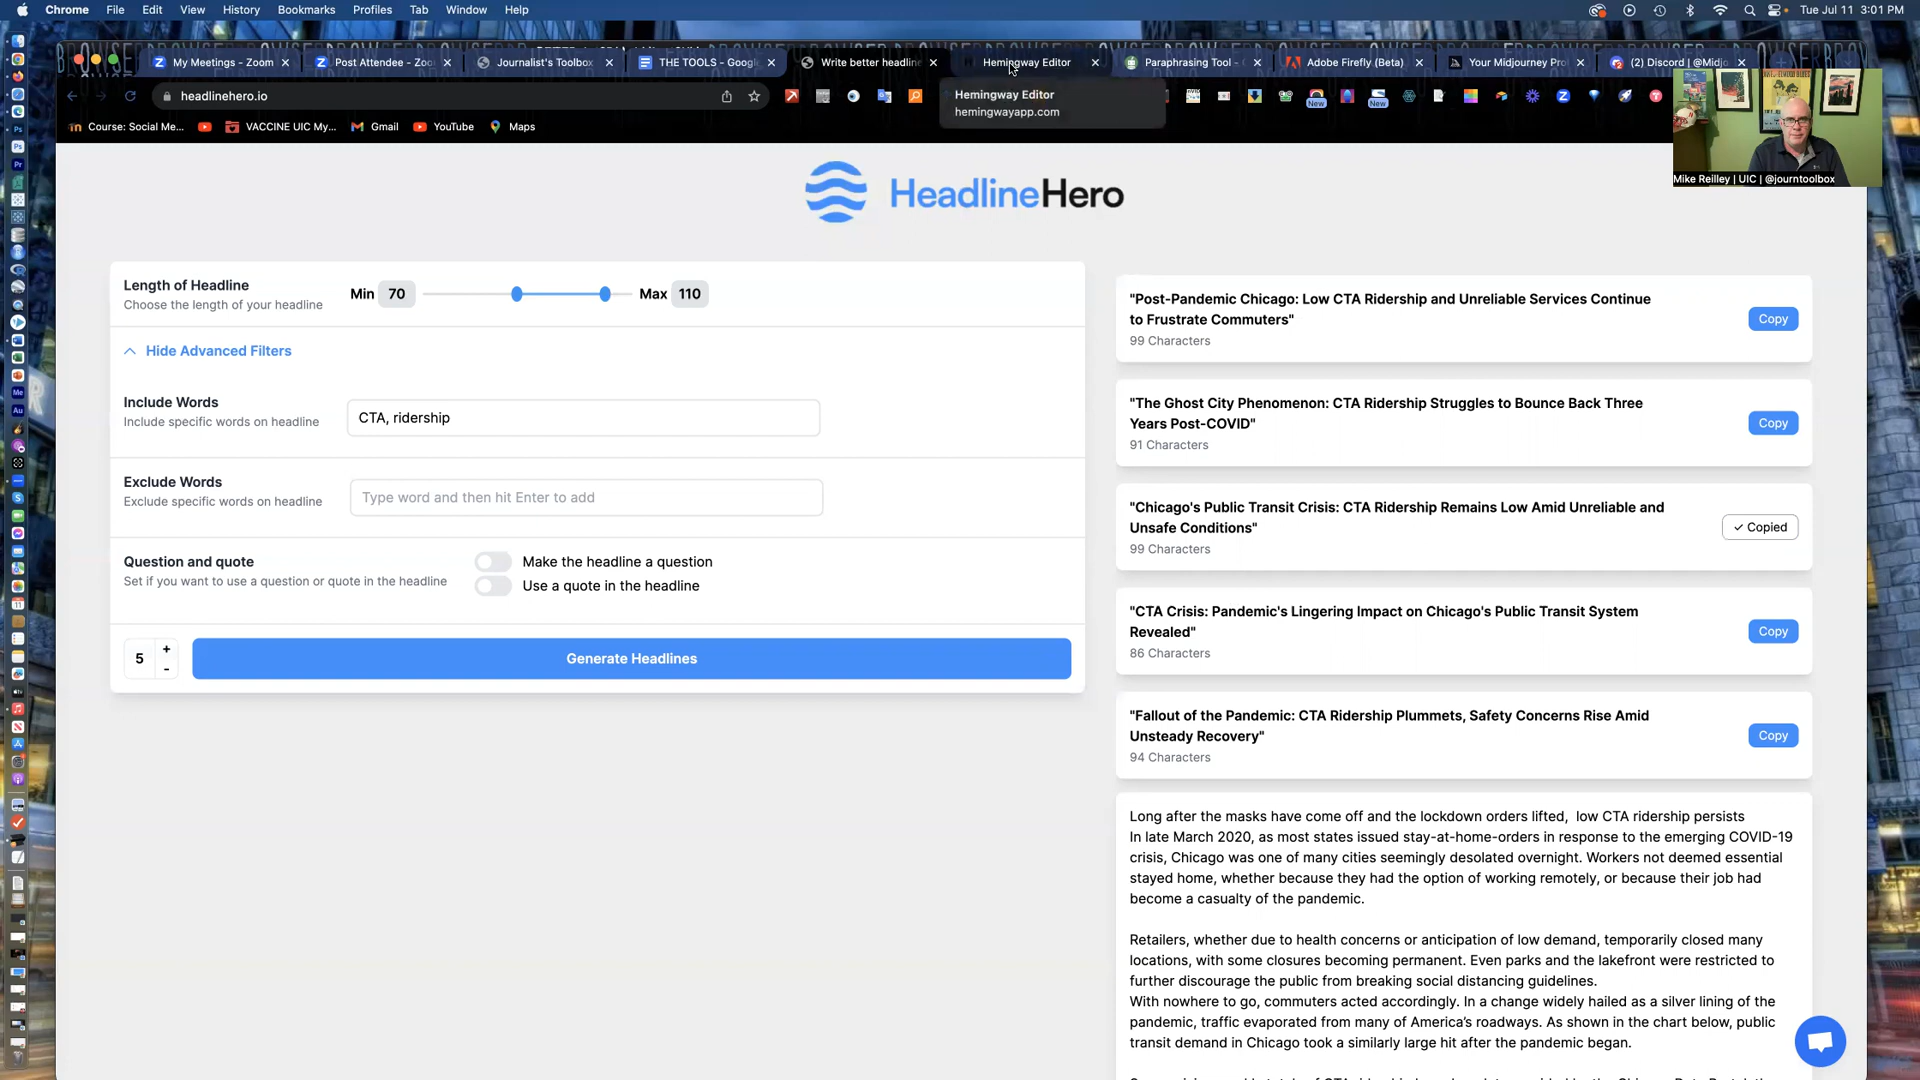 Chrome File Edit View History Bookmarks Profiles Tab Window Help Tue Jul 11 3:01 PM
My Meetings - Zoom Post Attendee - Zoo Journalist's Toolbox THE TOOLS - Google Write better headline Hemingway Editor Paraphrasing Tool - Adobe Firefly (Beta) Your Midjourney Pro (2) Discord | @Midjo
headlinehero.io
Hemingway Editor
hemingwayapp.com
New New
Course: Social Me... VACCINE UIC My... Gmail YouTube Maps
Mike Reilley | UIC | @journtoolbox
HeadlineHero
Length of Headline
Choose the length of your headline
Min 70 Max 110
Hide Advanced Filters
Include Words
Include specific words on headline
CTA, ridership
Exclude Words
Exclude specific words on headline
Type word and then hit Enter to add
Question and quote
Set if you want to use a question or quote in the headline
Make the headline a question
Use a quote in the headline
5 + -
Generate Headlines
"Post-Pandemic Chicago: Low CTA Ridership and Unreliable Services Continue
to Frustrate Commuters"
99 Characters
Copy
"The Ghost City Phenomenon: CTA Ridership Struggles to Bounce Back Three
Years Post-COVID"
91 Characters
Copy
"Chicago's Public Transit Crisis: CTA Ridership Remains Low Amid Unreliable and
Unsafe Conditions"
99 Characters
✓ Copied
"CTA Crisis: Pandemic's Lingering Impact on Chicago's Public Transit System
Revealed"
86 Characters
Copy
"Fallout of the Pandemic: CTA Ridership Plummets, Safety Concerns Rise Amid
Unsteady Recovery"
94 Characters
Copy
Long after the masks have come off and the lockdown orders lifted, low CTA ridership persists
In late March 2020, as most states issued stay-at-home-orders in response to the emerging COVID-19
crisis, Chicago was one of many cities seemingly desolated overnight. Workers not deemed essential
stayed home, whether because they had the option of working remotely, or because their job had
become a casualty of the pandemic.
Retailers, whether due to health concerns or anticipation of low demand, temporarily closed many
locations, with some closures becoming permanent. Even parks and the lakefront were restricted to
further discourage the public from breaking social distancing guidelines.
With nowhere to go, commuters acted accordingly. In a change widely hailed as a silver lining of the
pandemic, traffic evaporated from many of America's roadways. As shown in the chart below, public
transit demand in Chicago took a similarly large hit after the pandemic began.